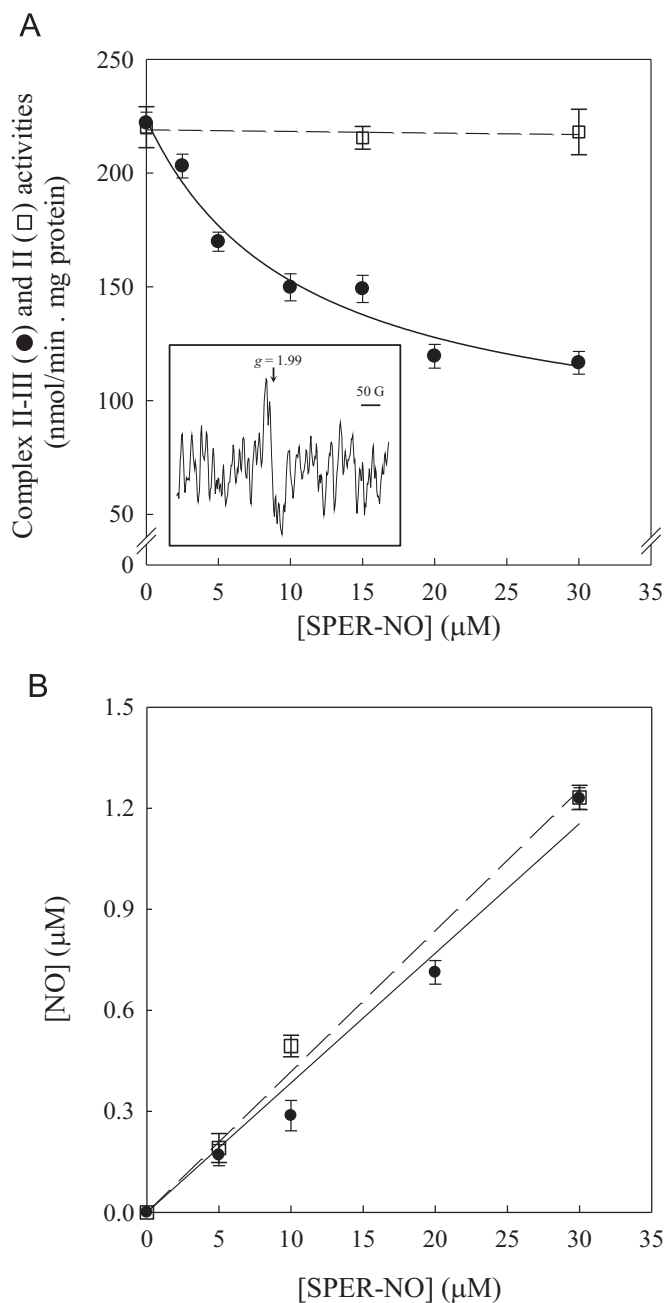 A
Complex II-III (●) and II (□) activities
(nmol/min . mg protein)
250
200
150
100
50
0
g = 1.99
50 G
0 5 10 15 20 25 30 35
[SPER-NO] (μM)
B
[NO] (μM)
1.5
1.2
0.9
0.6
0.3
0.0
0 5 10 15 20 25 30 35
[SPER-NO] (μM)